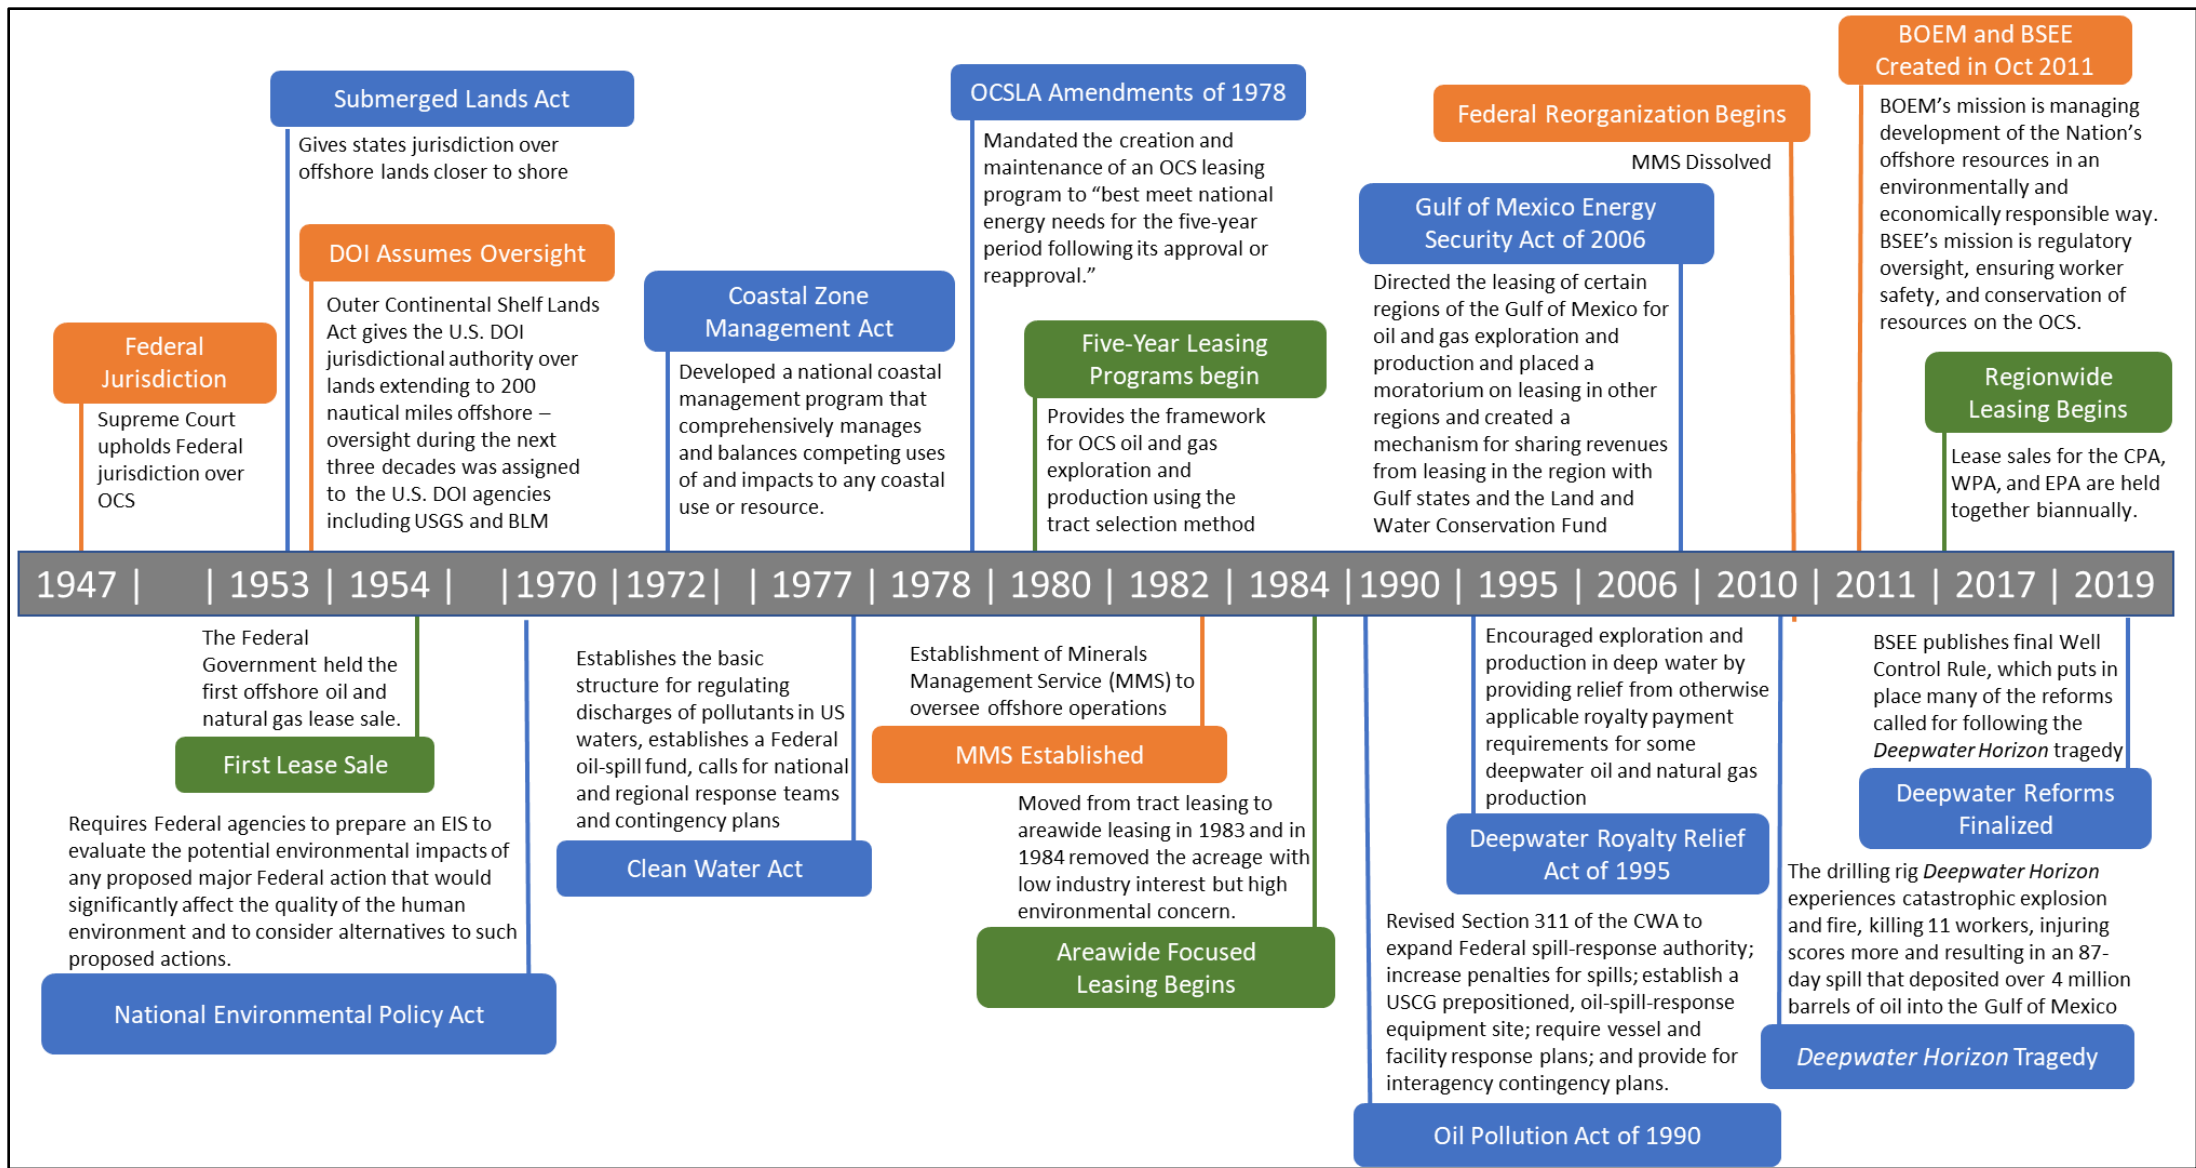 Submerged Lands Act
Gives states jurisdiction over
offshore lands closer to shore
DOI Assumes Oversight
Outer Continental Shelf Lands
Act gives the U.S. DOI
jurisdictional authority over
lands extending to 200
nautical miles offshore –
oversight during the next
three decades was assigned
to the U.S. DOI agencies
including USGS and BLM
Federal
Jurisdiction
Supreme Court
upholds Federal
jurisdiction over
OCS
Coastal Zone
Management Act
Developed a national coastal
management program that
comprehensively manages
and balances competing uses
of and impacts to any coastal
use or resource.
OCSLA Amendments of 1978
Mandated the creation and
maintenance of an OCS leasing
program to “best meet national
energy needs for the five-year
period following its approval or
reapproval.”
Five-Year Leasing
Programs begin
Provides the framework
for OCS oil and gas
exploration and
production using the
tract selection method
Federal Reorganization Begins
MMS Dissolved
Gulf of Mexico Energy
Security Act of 2006
Directed the leasing of certain
regions of the Gulf of Mexico for
oil and gas exploration and
production and placed a
moratorium on leasing in other
regions and created a
mechanism for sharing revenues
from leasing in the region with
Gulf states and the Land and
Water Conservation Fund
BOEM and BSEE
Created in Oct 2011
BOEM’s mission is managing
development of the Nation’s
offshore resources in an
environmentally and
economically responsible way.
BSEE’s mission is regulatory
oversight, ensuring worker
safety, and conservation of
resources on the OCS.
Regionwide
Leasing Begins
Lease sales for the CPA,
WPA, and EPA are held
together biannually.
1947 | | 1953 | 1954 | | 1970 | 1972 | | 1977 | 1978 | 1980 | 1982 | 1984 | 1990 | 1995 | 2006 | 2010 | 2011 | 2017 | 2019
The Federal
Government held the
first offshore oil and
natural gas lease sale.
First Lease Sale
Requires Federal agencies to prepare an EIS to
evaluate the potential environmental impacts of
any proposed major Federal action that would
significantly affect the quality of the human
environment and to consider alternatives to such
proposed actions.
National Environmental Policy Act
Establishes the basic
structure for regulating
discharges of pollutants in US
waters, establishes a Federal
oil-spill fund, calls for national
and regional response teams
and contingency plans
Clean Water Act
Establishment of Minerals
Management Service (MMS) to
oversee offshore operations
MMS Established
Moved from tract leasing to
areawide leasing in 1983 and in
1984 removed the acreage with
low industry interest but high
environmental concern.
Areawide Focused
Leasing Begins
Encouraged exploration and
production in deep water by
providing relief from otherwise
applicable royalty payment
requirements for some
deepwater oil and natural gas
production
Deepwater Royalty Relief
Act of 1995
Revised Section 311 of the CWA to
expand Federal spill-response authority;
increase penalties for spills; establish a
USCG prepositioned, oil-spill-response
equipment site; require vessel and
facility response plans; and provide for
interagency contingency plans.
Oil Pollution Act of 1990
BSEE publishes final Well
Control Rule, which puts in
place many of the reforms
called for following the
Deepwater Horizon tragedy
Deepwater Reforms
Finalized
The drilling rig Deepwater Horizon
experiences catastrophic explosion
and fire, killing 11 workers, injuring
scores more and resulting in an 87-
day spill that deposited over 4 million
barrels of oil into the Gulf of Mexico
Deepwater Horizon Tragedy